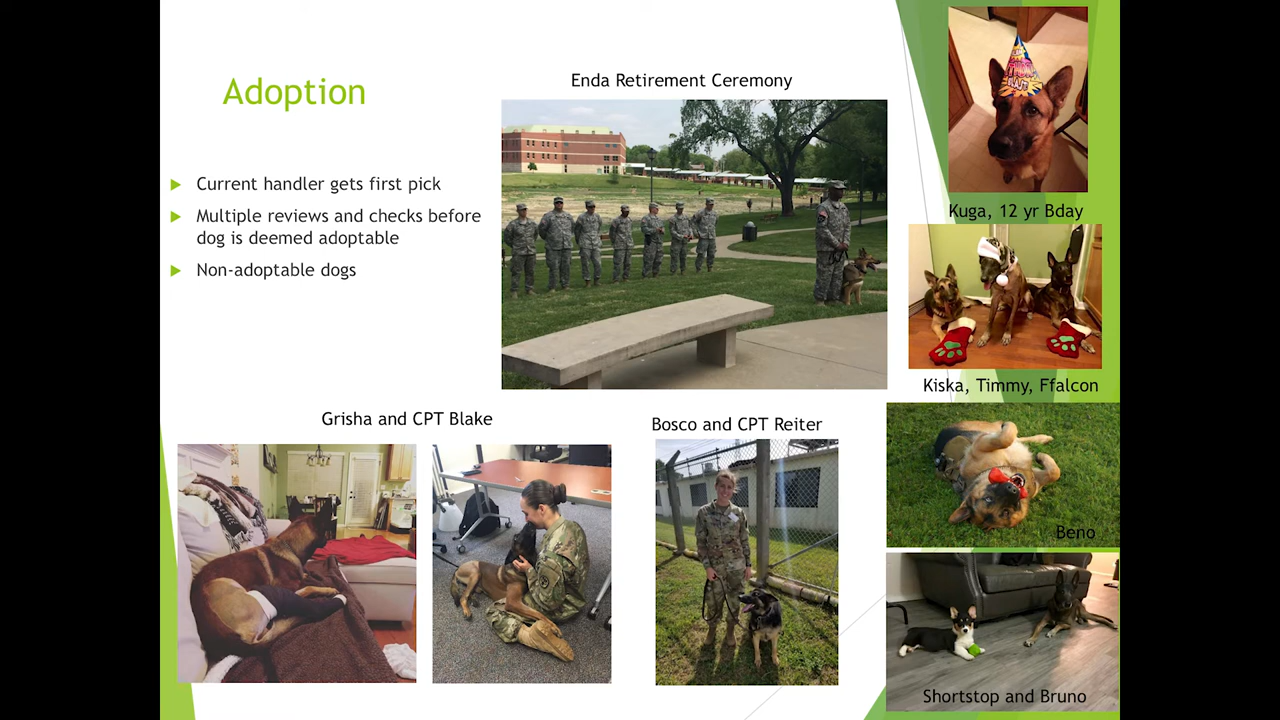 Adoption
Current handler gets first pick
Multiple reviews and checks before
dog is deemed adoptable
Non-adoptable dogs
Enda Retirement Ceremony
Kuga, 12 yr Bday
Kiska, Timmy, Ffalcon
Grisha and CPT Blake
Bosco and CPT Reiter
Beno
Shortstop and Bruno